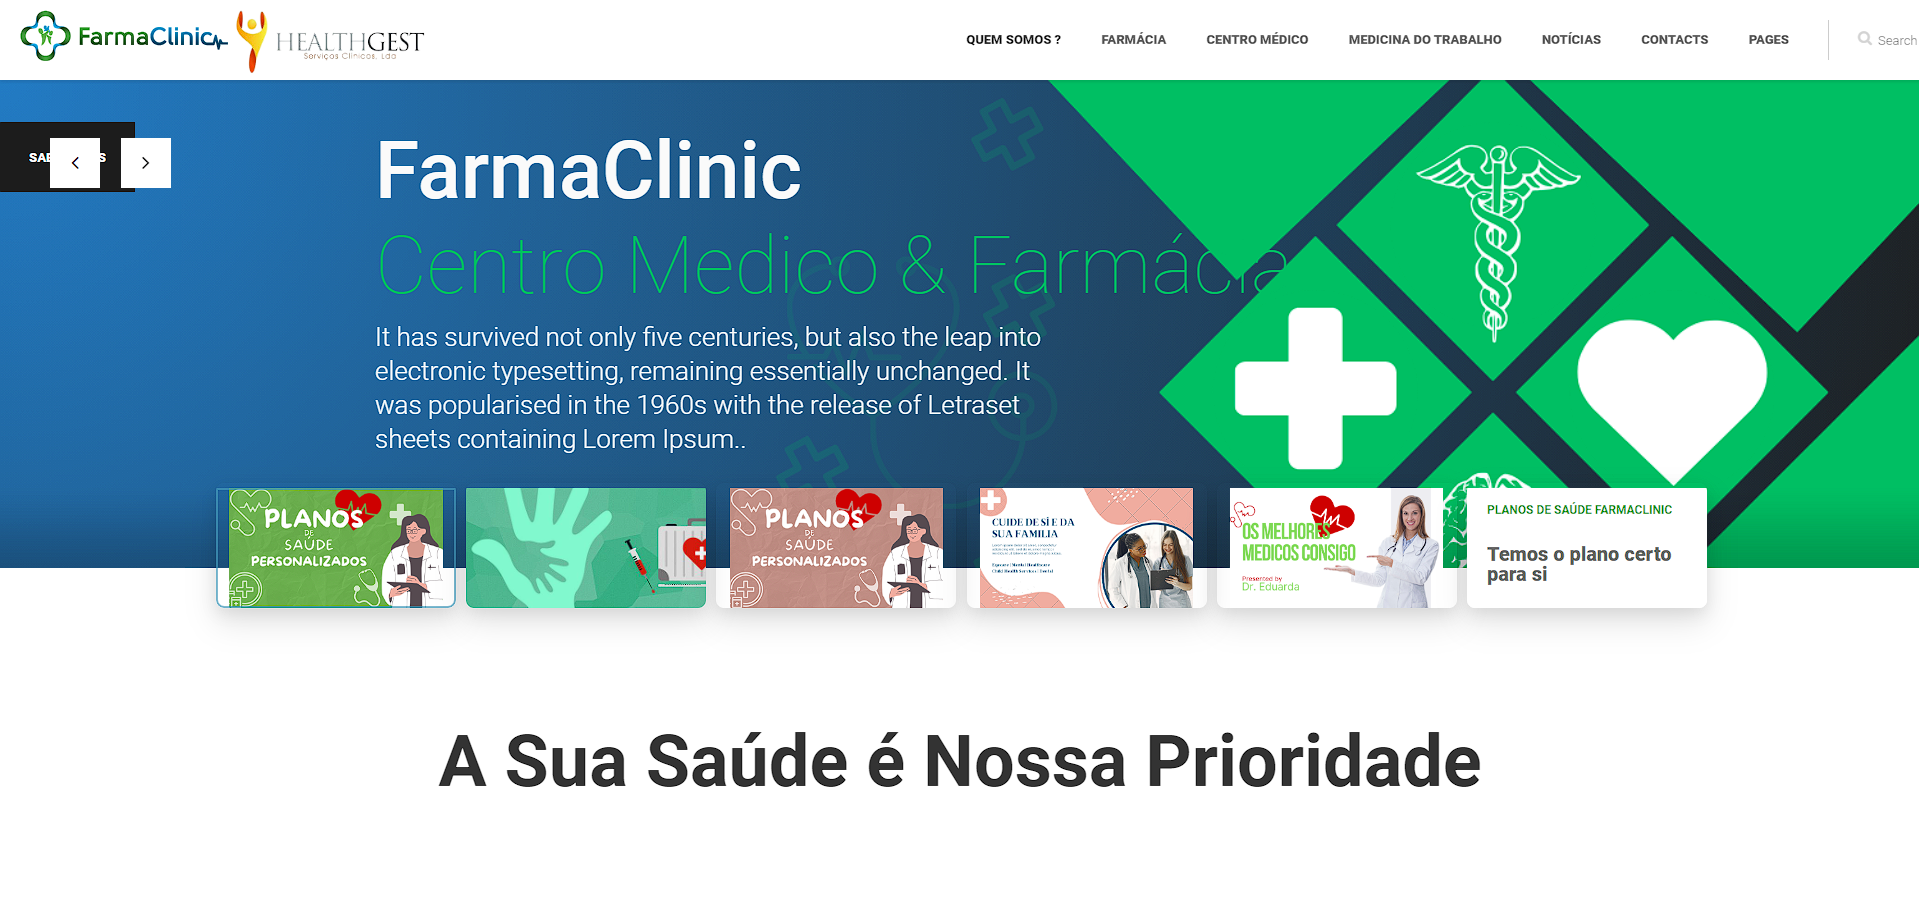 FarmaClinic
HEALTHGEST
Serviços Clínicos, Lda
QUEM SOMOS ?
FARMÁCIA
CENTRO MÉDICO
MEDICINA DO TRABALHO
NOTÍCIAS
CONTACTS
PAGES
Search
FarmaClinic
Centro Medico & Farmácia
It has survived not only five centuries, but also the leap into
electronic typesetting, remaining essentially unchanged. It
was popularised in the 1960s with the release of Letraset
sheets containing Lorem Ipsum..
PLANOS
DE
SAÚDE
PERSONALIZADOS
PLANOS
DE
SAÚDE
PERSONALIZADOS
CUIDE DE SÍ E DA
SUA FAMILIA
OS MELHORES
MEDICOS CONSIGO
Presented by
Dr. Eduarda
PLANOS DE SAÚDE FARMACLINIC
Temos o plano certo
para si
A Sua Saúde é Nossa Prioridade